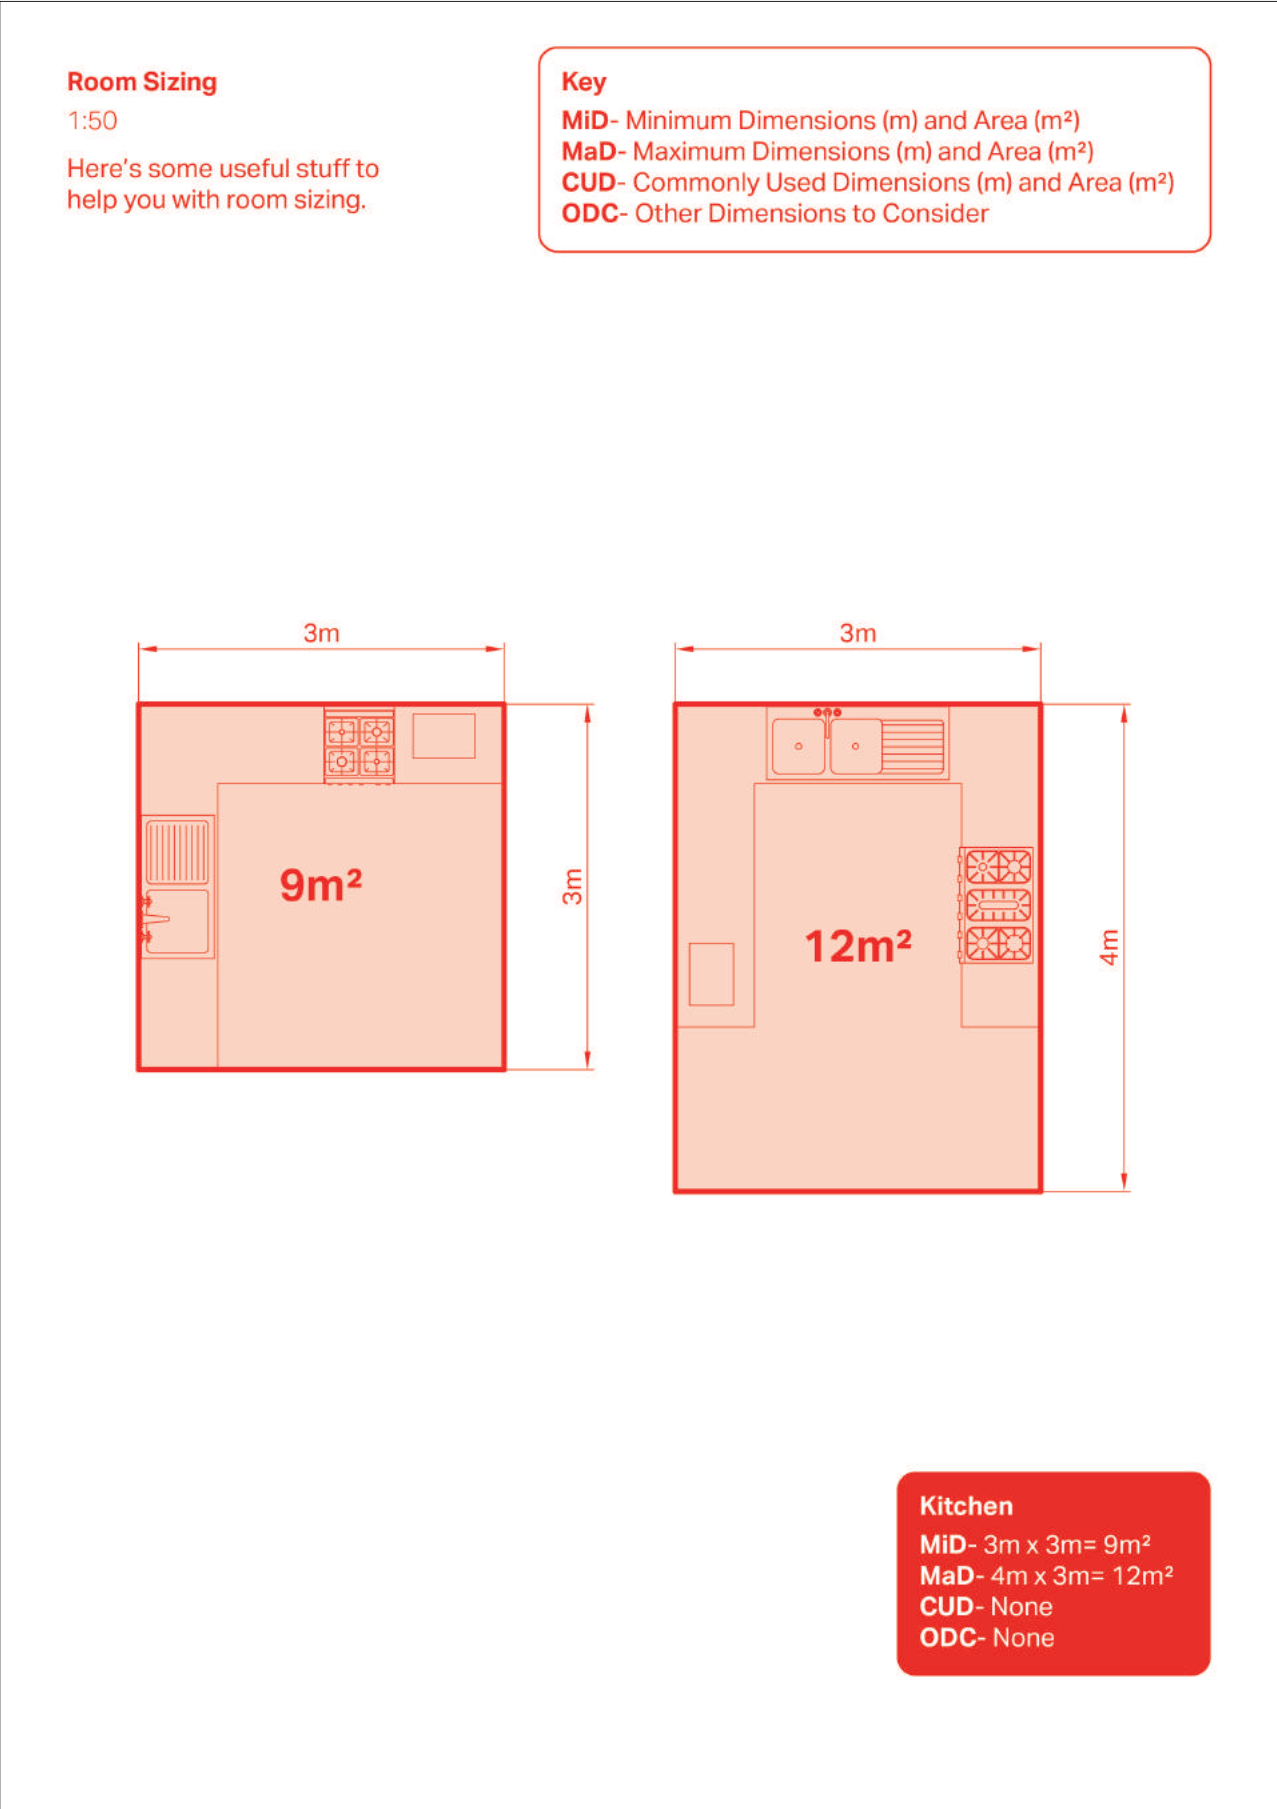 Room Sizing
1:50
Here's some useful stuff to
help you with room sizing.
Key
MiD- Minimum Dimensions (m) and Area (m²)
MaD- Maximum Dimensions (m) and Area (m²)
CUD- Commonly Used Dimensions (m) and Area (m²)
ODC- Other Dimensions to Consider
3m
3m
9m²
3m
12m²
4m
Kitchen
MiD- 3m x 3m= 9m²
MaD- 4m x 3m= 12m²
CUD- None
ODC- None